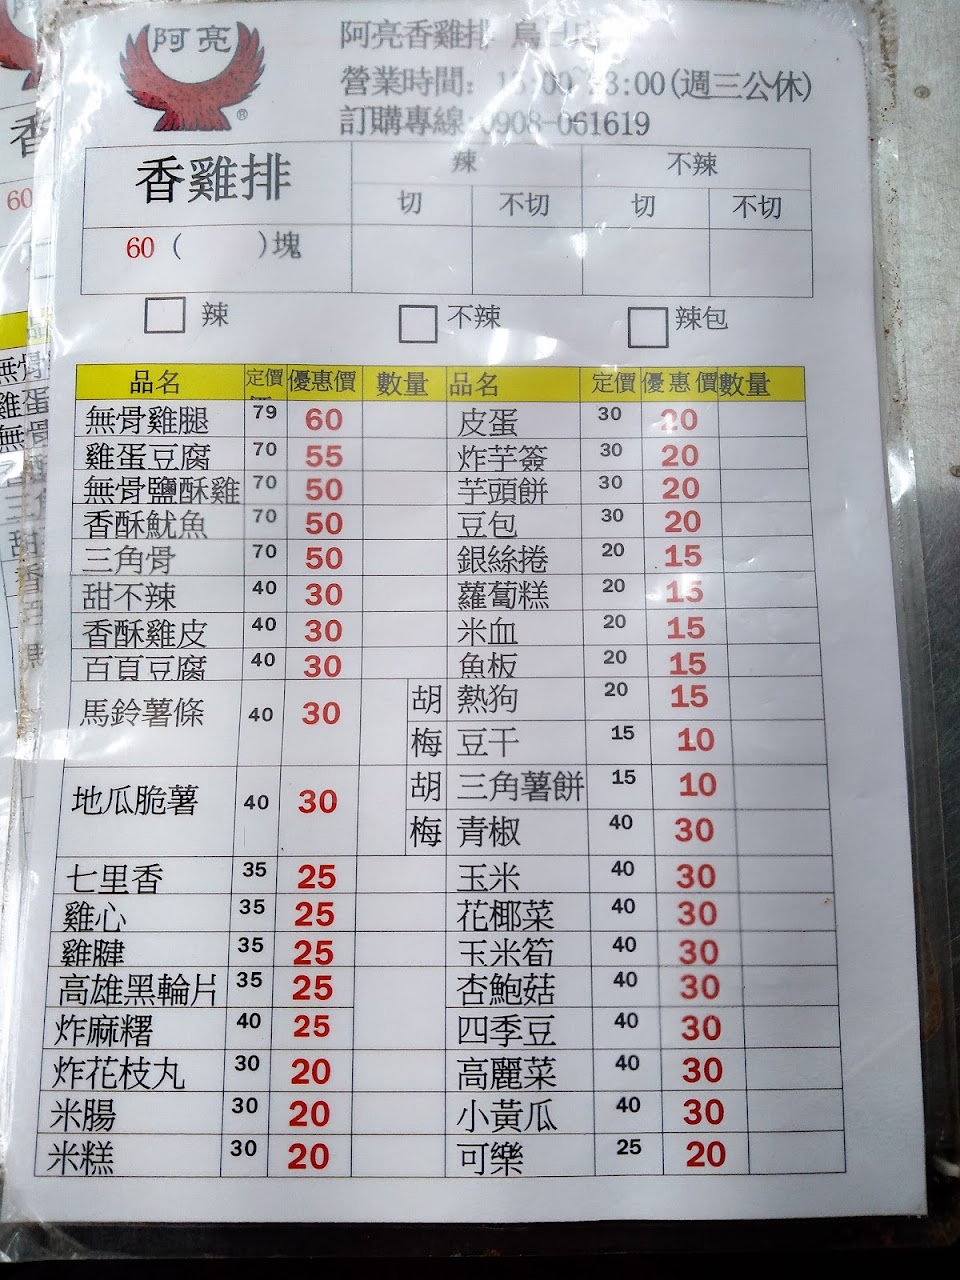 阿亮
®
阿亮香雞排 烏日店
營業時間: 13:00~23:00(週三公休)
訂購專線:0908-061619
香雞排 辣 不辣
切 不切 切 不切
60 ( )塊
辣 不辣 辣包
品名 定價 優惠價 數量 品名 定價 優惠價 數量
無骨雞腿 79 60 皮蛋 30 20
雞蛋豆腐 70 55 炸芋簽 30 20
無骨鹽酥雞 70 50 芋頭餅 30 20
香酥魷魚 70 50 豆包 30 20
三角骨 70 50 銀絲捲 20 15
甜不辣 40 30 蘿蔔糕 20 15
香酥雞皮 40 30 米血 20 15
百頁豆腐 40 30 魚板 20 15
馬鈴薯條 40 30 胡 熱狗 20 15
梅 豆干 15 10
地瓜脆薯 40 30 胡 三角薯餅 15 10
梅 青椒 40 30
七里香 35 25 玉米 40 30
雞心 35 25 花椰菜 40 30
雞腱 35 25 玉米筍 40 30
高雄黑輪片 35 25 杏鮑菇 40 30
炸麻糬 40 25 四季豆 40 30
炸花枝丸 30 20 高麗菜 40 30
米腸 30 20 小黃瓜 40 30
米糕 30 20 可樂 25 20